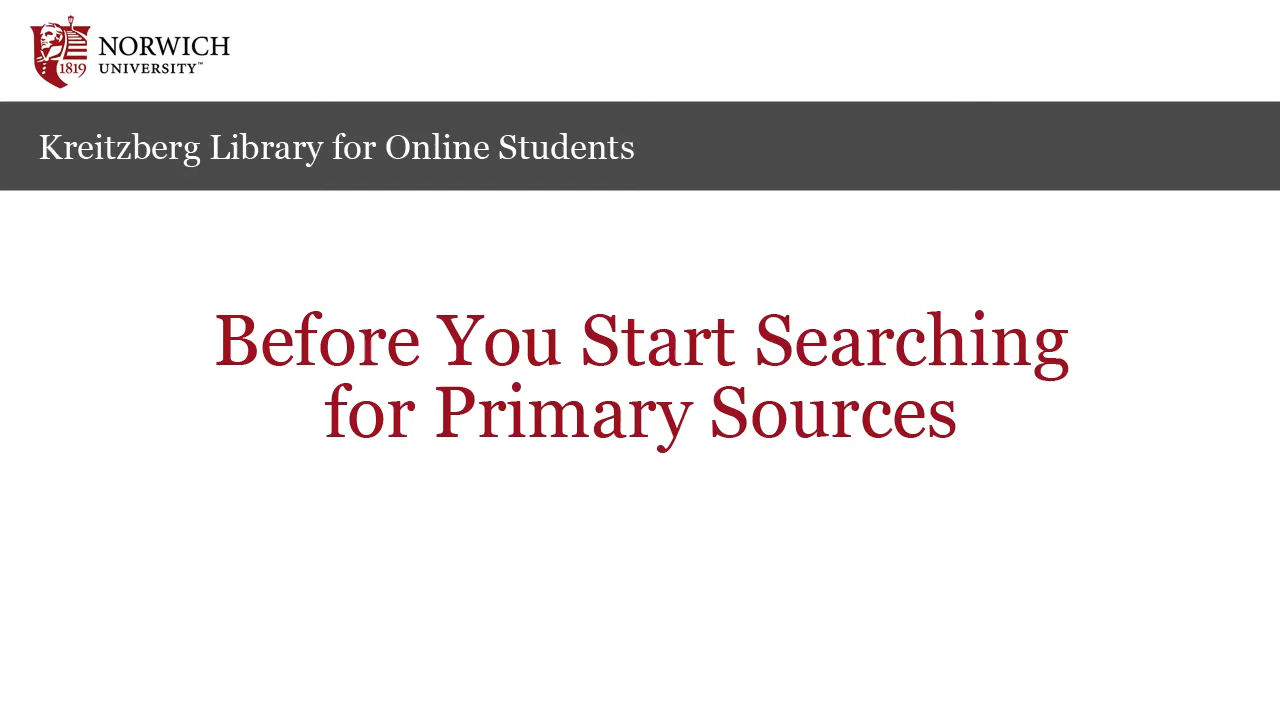 NORWICH
UNIVERSITY™
1819
Kreitzberg Library for Online Students
Before You Start Searching
for Primary Sources